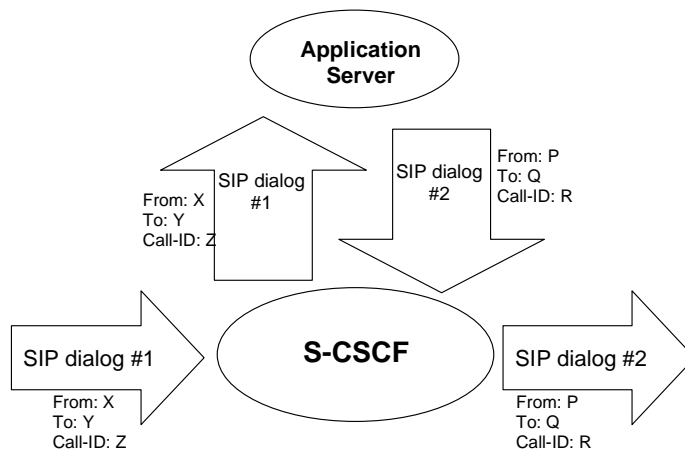 Application
Server
SIP dialog
#1
From: X
To: Y
Call-ID: Z
SIP dialog
#2
From: P
To: Q
Call-ID: R
SIP dialog #1
From: X
To: Y
Call-ID: Z
S-CSCF
SIP dialog #2
From: P
To: Q
Call-ID: R